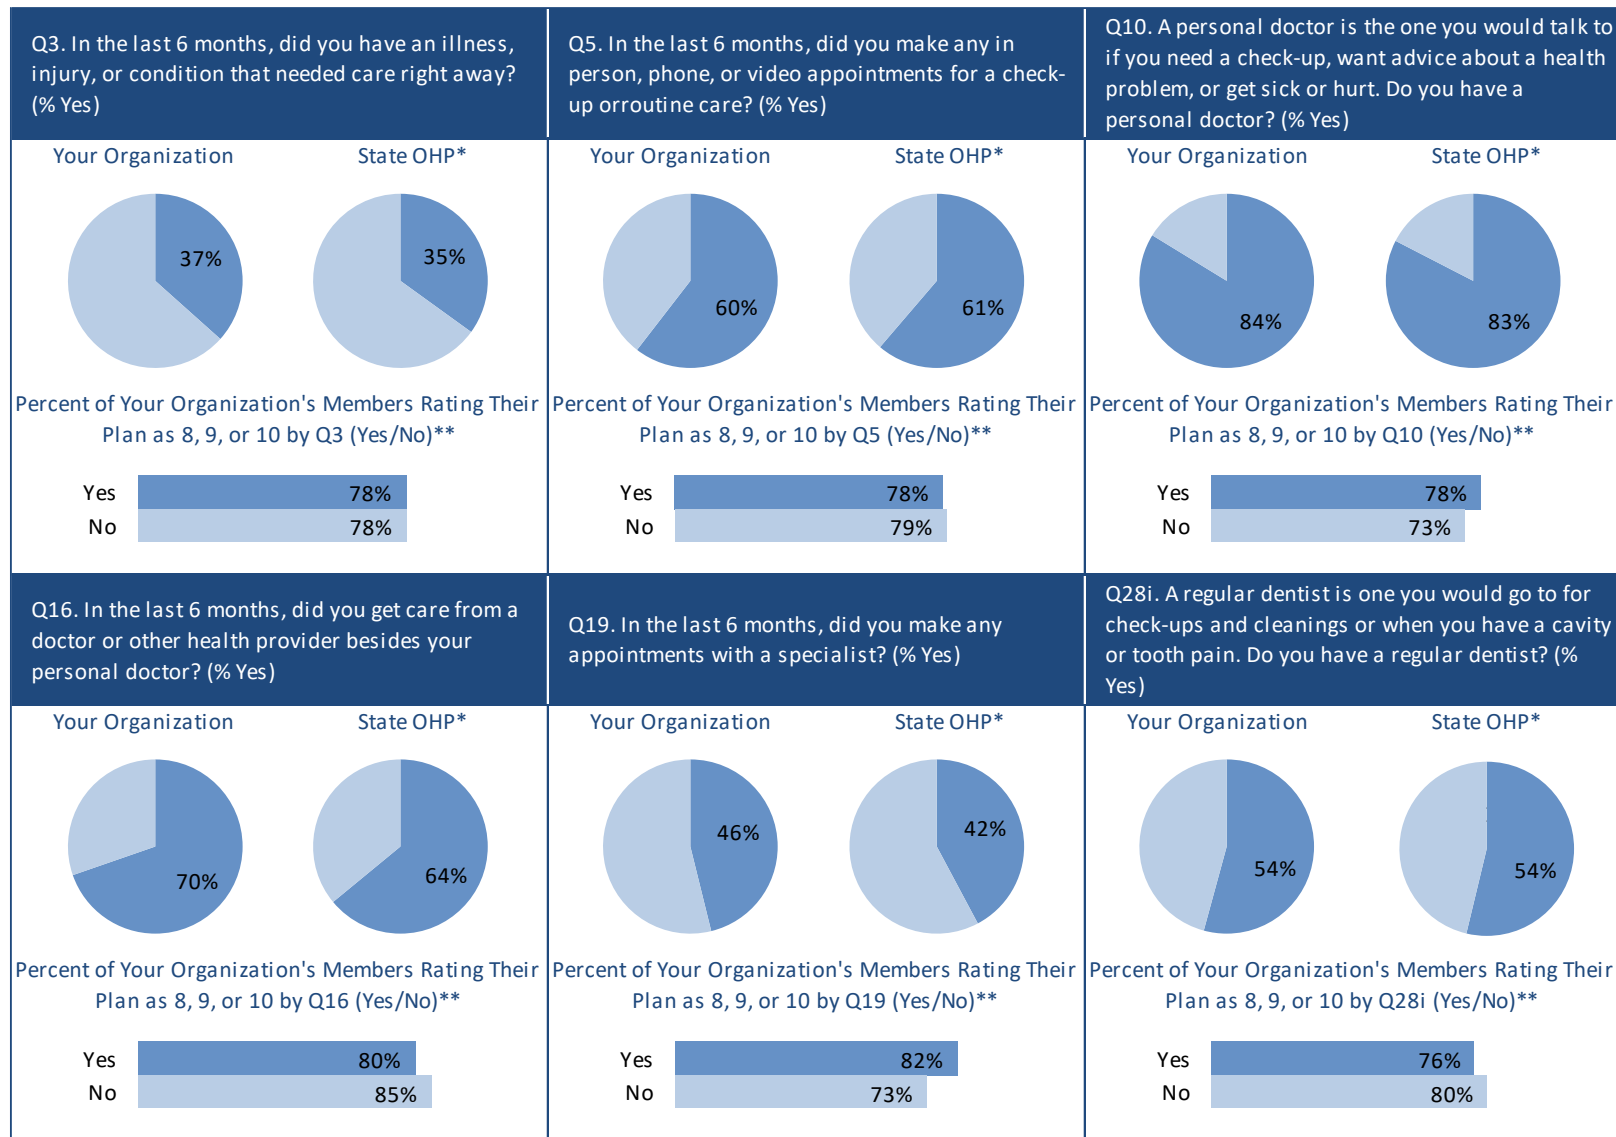 Q3. In the last 6 months, did you have an illness,
injury, or condition that needed care right away?
(% Yes)
Q5. In the last 6 months, did you make any in
person, phone, or video appointments for a check-
up orroutine care? (% Yes)
Q10. A personal doctor is the one you would talk to
if you need a check-up, want advice about a health
problem, or get sick or hurt. Do you have a
personal doctor? (% Yes)
Your Organization
State OHP*
Your Organization
State OHP*
Your Organization
State OHP*
37%
35%
60%
61%
84%
83%
Percent of Your Organization's Members Rating Their
Plan as 8, 9, or 10 by Q3 (Yes/No)**
Percent of Your Organization's Members Rating Their
Plan as 8, 9, or 10 by Q5 (Yes/No)**
Percent of Your Organization's Members Rating Their
Plan as 8, 9, or 10 by Q10 (Yes/No)**
Yes 78%
No 78%
Yes 78%
No 79%
Yes 78%
No 73%
Q16. In the last 6 months, did you get care from a
doctor or other health provider besides your
personal doctor? (% Yes)
Q19. In the last 6 months, did you make any
appointments with a specialist? (% Yes)
Q28i. A regular dentist is one you would go to for
check-ups and cleanings or when you have a cavity
or tooth pain. Do you have a regular dentist? (%
Yes)
Your Organization
State OHP*
Your Organization
State OHP*
Your Organization
State OHP*
70%
64%
46%
42%
54%
54%
Percent of Your Organization's Members Rating Their
Plan as 8, 9, or 10 by Q16 (Yes/No)**
Percent of Your Organization's Members Rating Their
Plan as 8, 9, or 10 by Q19 (Yes/No)**
Percent of Your Organization's Members Rating Their
Plan as 8, 9, or 10 by Q28i (Yes/No)**
Yes 80%
No 85%
Yes 82%
No 73%
Yes 76%
No 80%